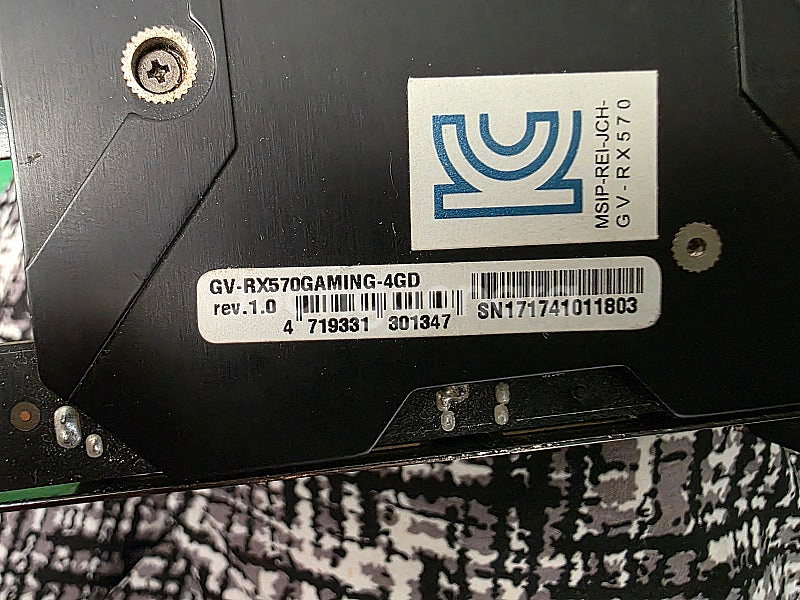 MSIP-REI-JCH-
GV-RX570
GV-RX570GAMING-4GD
rev.1.0
4 719331 301347
SN171741011803